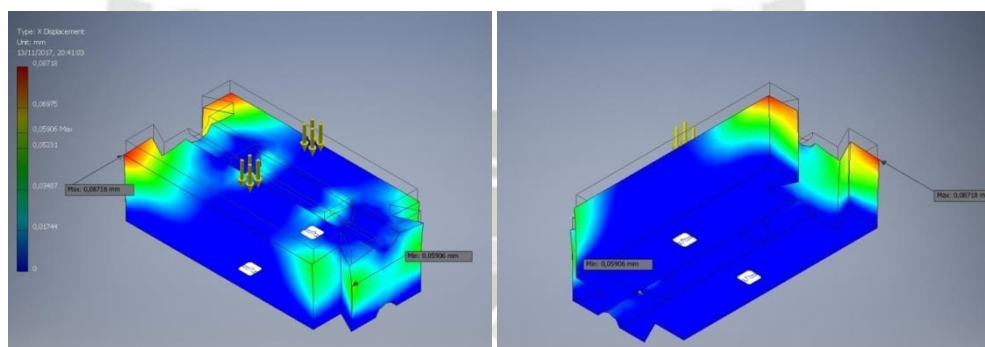 Type: X Displacement
Unit: mm
13/11/2017, 20:41:03
0,08718
0,06975
0,05906 Max
0,05231
0,03487
0,01744
0
Max: 0,08718 mm
Min: 0,05906 mm
Min: 0,05906 mm
Max: 0,08718 m